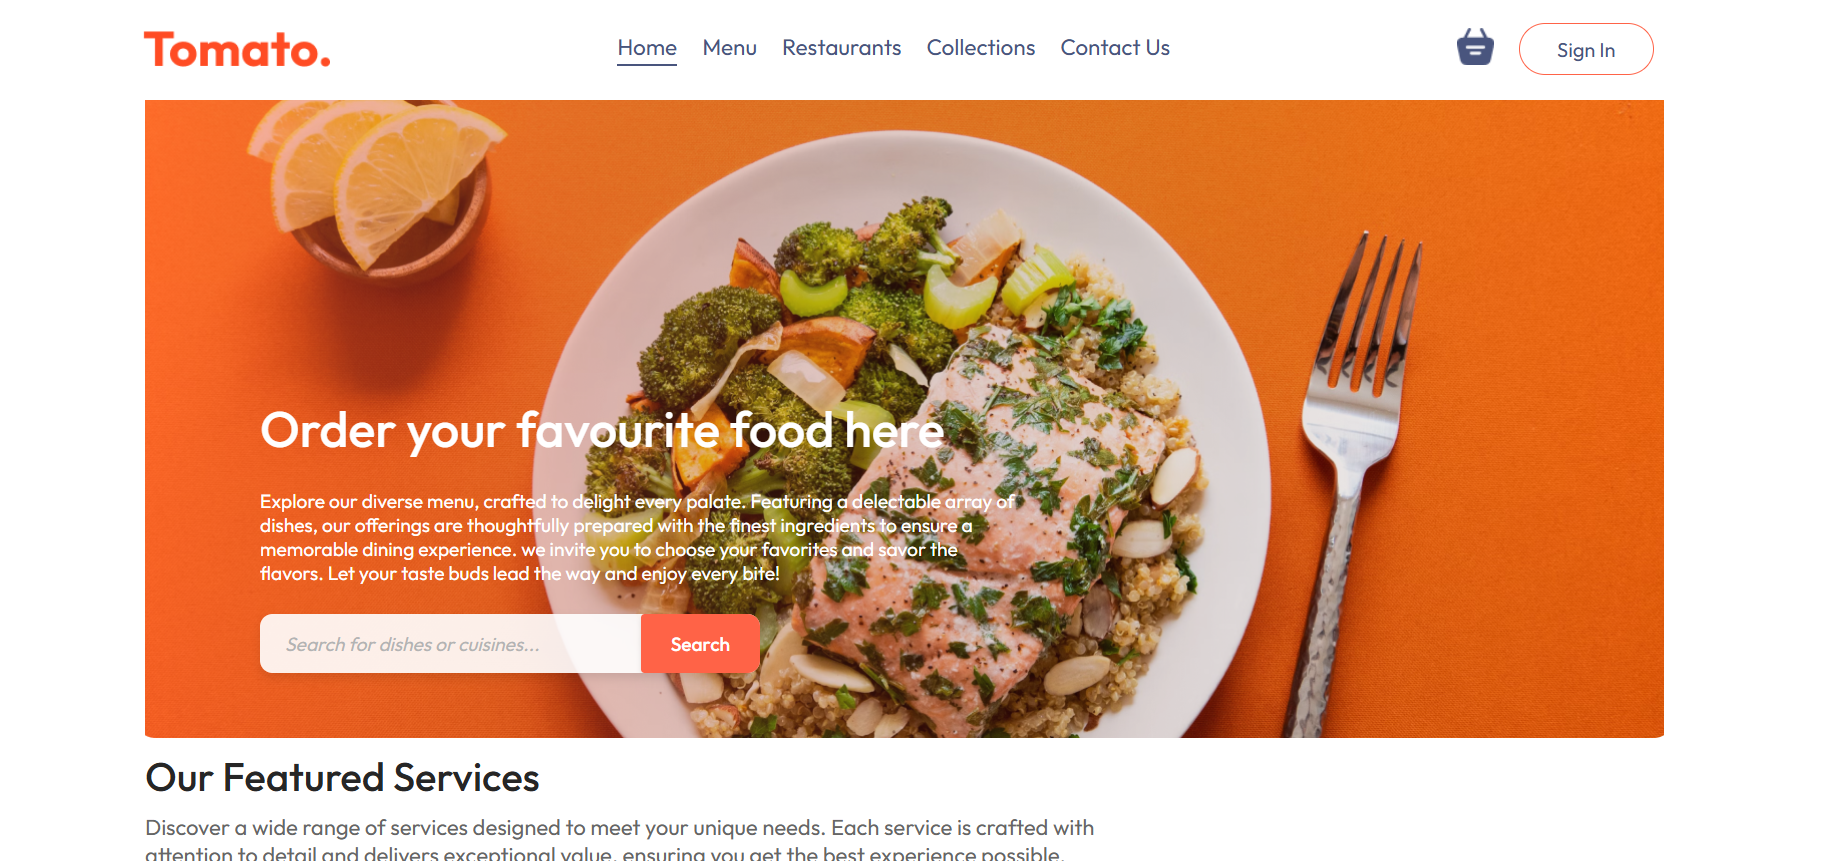 Tomato.
Home Menu Restaurants Collections Contact Us
Sign In
Order your favourite food here
Explore our diverse menu, crafted to delight every palate. Featuring a delectable array of
dishes, our offerings are thoughtfully prepared with the finest ingredients to ensure a
memorable dining experience. we invite you to choose your favorites and savor the
flavors. Let your taste buds lead the way and enjoy every bite!
Search for dishes or cuisines...
Search
Our Featured Services
Discover a wide range of services designed to meet your unique needs. Each service is crafted with
attention to detail and delivers exceptional value, ensuring you get the best experience possible.